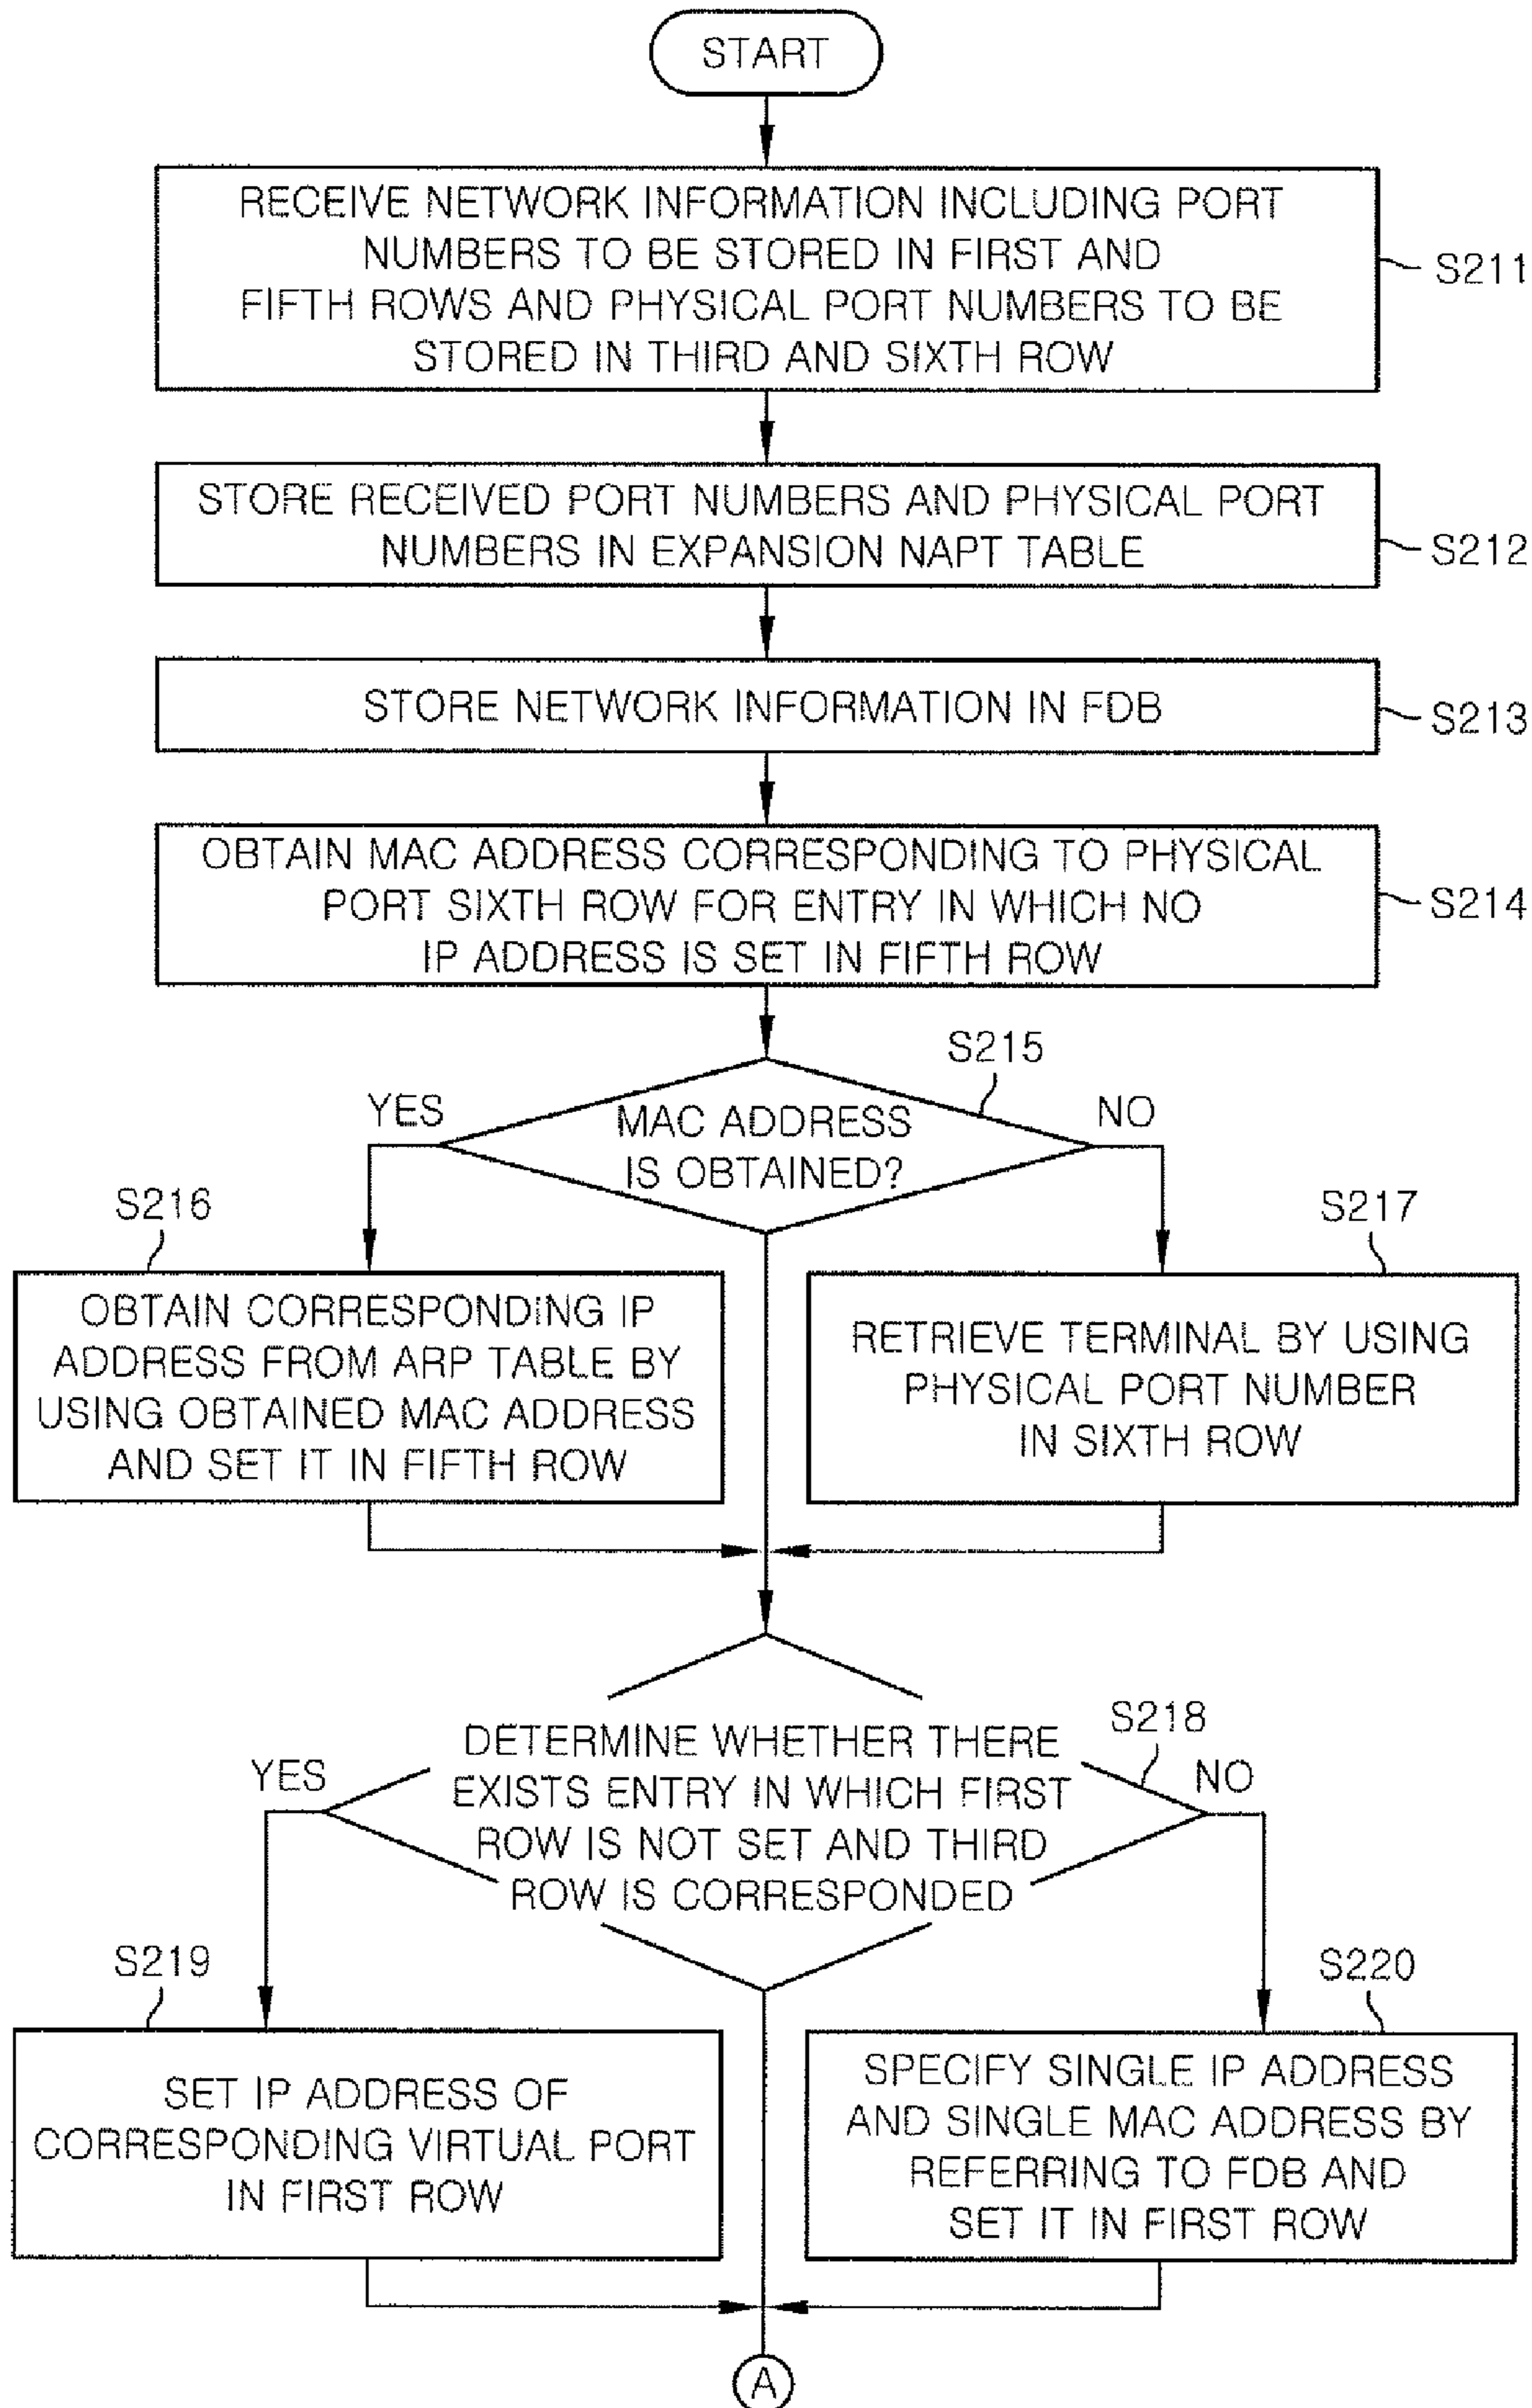 START
RECEIVE NETWORK INFORMATION INCLUDING PORT
NUMBERS TO BE STORED IN FIRST AND
FIFTH ROWS AND PHYSICAL PORT NUMBERS TO BE
STORED IN THIRD AND SIXTH ROW
S211
STORE RECEIVED PORT NUMBERS AND PHYSICAL PORT
NUMBERS IN EXPANSION NAPT TABLE
S212
STORE NETWORK INFORMATION IN FDB
S213
OBTAIN MAC ADDRESS CORRESPONDING TO PHYSICAL
PORT SIXTH ROW FOR ENTRY IN WHICH NO
IP ADDRESS IS SET IN FIFTH ROW
S214
S215
YES
MAC ADDRESS
IS OBTAINED?
NO
S216
OBTAIN CORRESPONDING IP
ADDRESS FROM ARP TABLE BY
USING OBTAINED MAC ADDRESS
AND SET IT IN FIFTH ROW
S217
RETRIEVE TERMINAL BY USING
PHYSICAL PORT NUMBER
IN SIXTH ROW
S218
YES
DETERMINE WHETHER THERE
EXISTS ENTRY IN WHICH FIRST
ROW IS NOT SET AND THIRD
ROW IS CORRESPONDED
NO
S219
SET IP ADDRESS OF
CORRESPONDING VIRTUAL PORT
IN FIRST ROW
S220
SPECIFY SINGLE IP ADDRESS
AND SINGLE MAC ADDRESS BY
REFERRING TO FDB AND
SET IT IN FIRST ROW
A